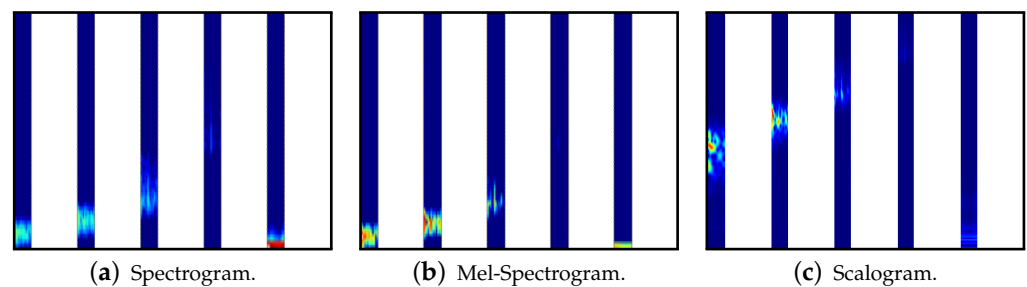 (a) Spectrogram.
(b) Mel-Spectrogram.
(c) Scalogram.